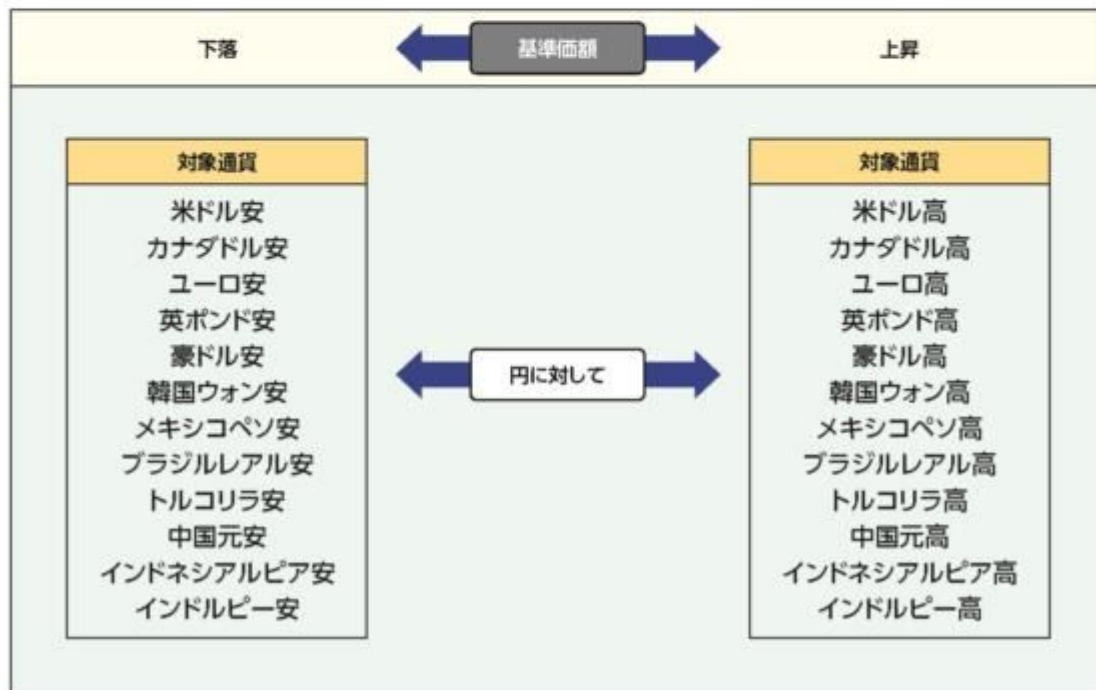 下落
基準価額
上昇
対象通貨
米ドル安
カナダドル安
ユーロ安
英ポンド安
豪ドル安
韓国ウォン安
メキシコペソ安
ブラジルレアル安
トルコリラ安
中国元安
インドネシアルピア安
インドルピー安
円に対して
対象通貨
米ドル高
カナダドル高
ユーロ高
英ポンド高
豪ドル高
韓国ウォン高
メキシコペソ高
ブラジルレアル高
トルコリラ高
中国元高
インドネシアルピア高
インドルピー高